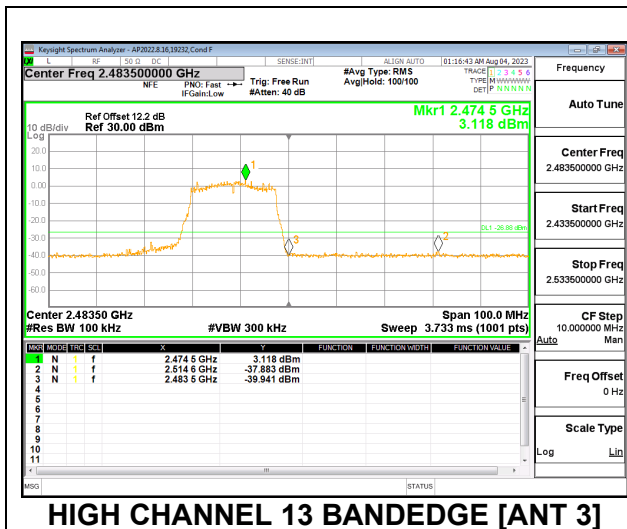 Keysight Spectrum Analyzer - AP2022.8.16,19232,Cond F
L RF 50 Ω DC SENSE:INT ALIGN AUTO 01:16:43 AM Aug 04, 2023
Center Freq 2.483500000 GHz #Avg Type: RMS TRACE 1 2 3 4 5 6
NFE PNO: Fast Trig: Free Run Avg|Hold: 100/100 TYPE M WWWWW
IFGain:Low #Atten: 40 dB DET P N N N N N
Frequency
Auto Tune
Ref Offset 12.2 dB Mkr1 2.474 5 GHz
10 dB/div Ref 30.00 dBm 3.118 dBm
Log
20.0
10.0
0.00
-10.0
-20.0
-30.0
-40.0
-50.0
-60.0
1
DL1 -26.88 dBm
2
3
Center Freq
2.483500000 GHz
Start Freq
2.433500000 GHz
Stop Freq
2.533500000 GHz
Center 2.48350 GHz Span 100.0 MHz
#Res BW 100 kHz #VBW 300 kHz Sweep 3.733 ms (1001 pts)
CF Step
10.000000 MHz
Auto Man
MKR MODE TRC SCL X Y FUNCTION FUNCTION WIDTH FUNCTION VALUE
1 N 1 f 2.474 5 GHz 3.118 dBm
2 N 1 f 2.514 6 GHz -37.883 dBm
3 N 1 f 2.483 5 GHz -39.941 dBm
4
5
6
7
8
9
10
11
Freq Offset
0 Hz
Scale Type
Log Lin
MSG STATUS
HIGH CHANNEL 13 BANDEDGE [ANT 3]